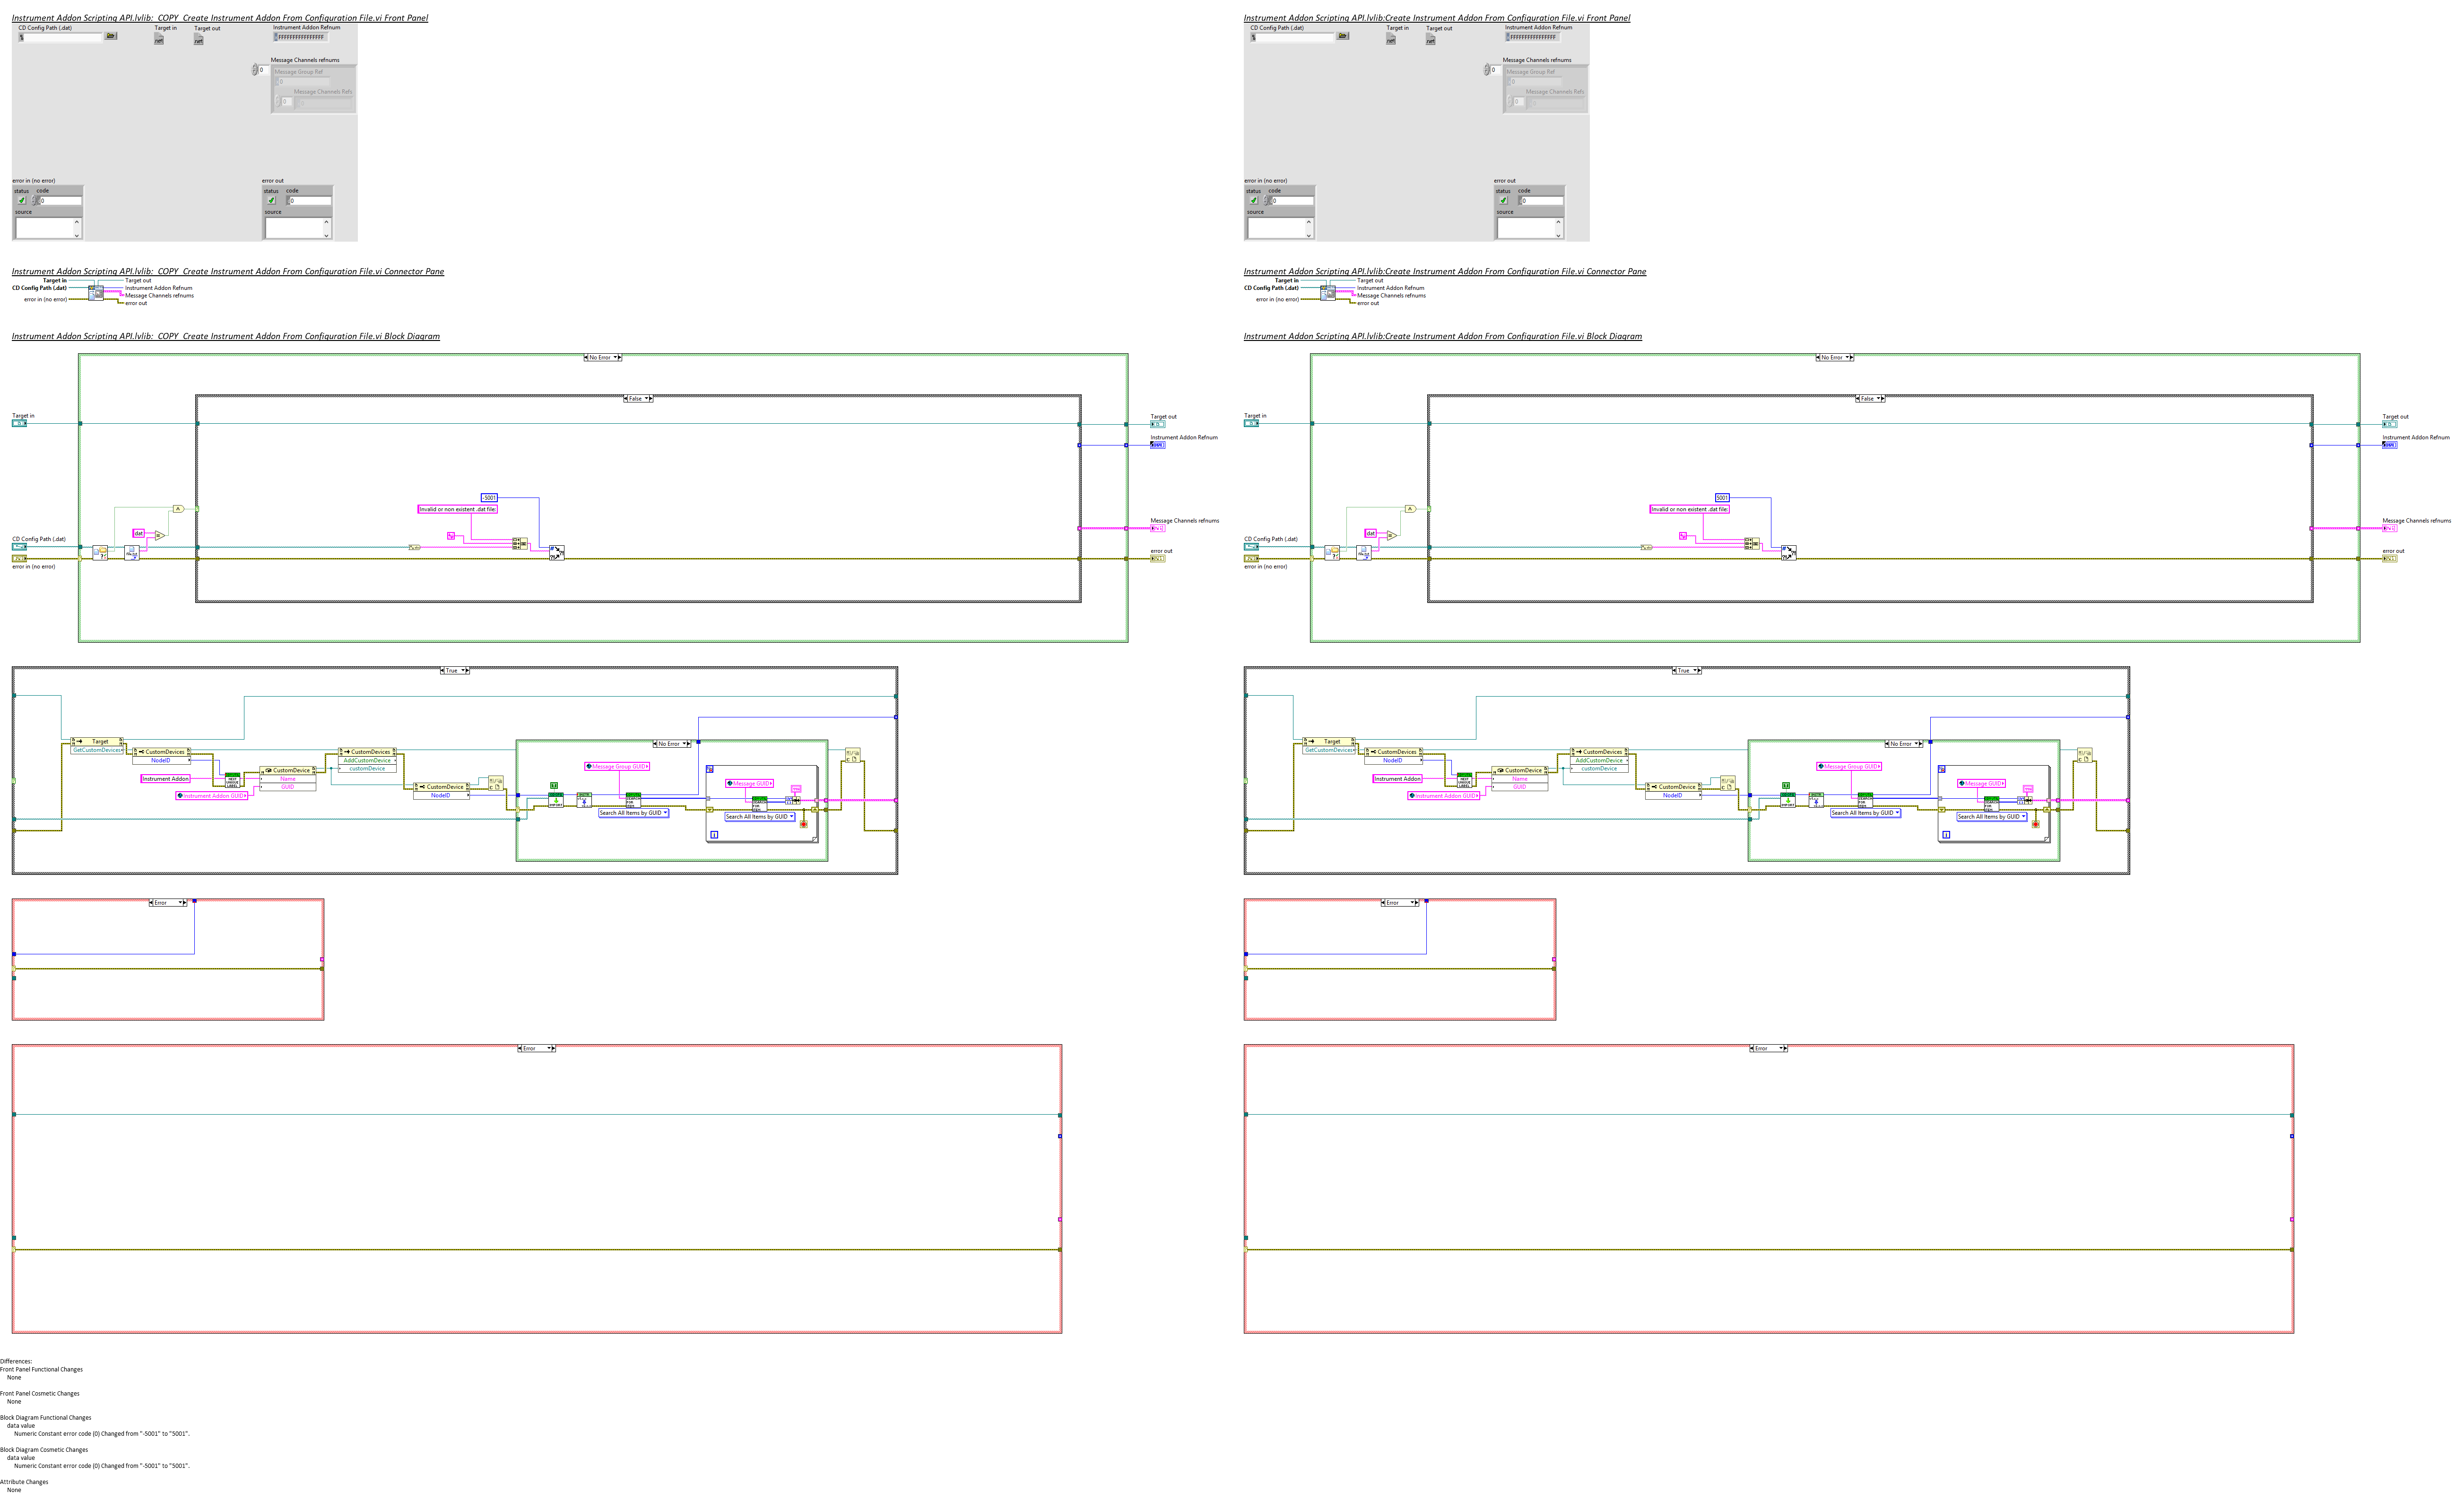 Instrument Addon Scripting API.lvlib:_COPY_Create Instrument Addon From Configuration File.vi Front Panel
CD Config Path (.dat)
Target in
Target out
Instrument Addon Refnum
FFFFFFFFFFFFFFF
Message Channels refnums
0
Message Group Ref
0
Message Channels Refs
0
error in (no error)
status code
0
source
error out
status code
0
source
Instrument Addon Scripting API.lvlib:_COPY_Create Instrument Addon From Configuration File.vi Connector Pane
Target in
CD Config Path (.dat)
error in (no error)
Target out
Instrument Addon Refnum
Message Channels refnums
error out
Instrument Addon Scripting API.lvlib:_COPY_Create Instrument Addon From Configuration File.vi Block Diagram
No Error
False
Target in
Target out
Instrument Addon Refnum
-5001
Invalid or non existent .dat file:
dat
Message Channels refnums
CD Config Path (.dat)
error out
error in (no error)
True
Target
GetCustomDevices
CustomDevices
NodeID
Instrument Addon
Instrument Addon GUID
CustomDevice
Name
GUID
CustomDevices
AddCustomDevice
customDevice
CustomDevice
NodeID
No Error
Message Group GUID
Search All Items by GUID
Message GUID
Search All Items by GUID
Error
Error
Instrument Addon Scripting API.lvlib:Create Instrument Addon From Configuration File.vi Front Panel
CD Config Path (.dat)
Target in
Target out
Instrument Addon Refnum
FFFFFFFFFFFFFFF
Message Channels refnums
0
Message Group Ref
0
Message Channels Refs
0
error in (no error)
status code
0
source
error out
status code
0
source
Instrument Addon Scripting API.lvlib:Create Instrument Addon From Configuration File.vi Connector Pane
Target in
CD Config Path (.dat)
error in (no error)
Target out
Instrument Addon Refnum
Message Channels refnums
error out
Instrument Addon Scripting API.lvlib:Create Instrument Addon From Configuration File.vi Block Diagram
No Error
False
Target in
Target out
Instrument Addon Refnum
5001
Invalid or non existent .dat file:
dat
Message Channels refnums
CD Config Path (.dat)
error out
error in (no error)
True
Target
GetCustomDevices
CustomDevices
NodeID
Instrument Addon
Instrument Addon GUID
CustomDevice
Name
GUID
CustomDevices
AddCustomDevice
customDevice
CustomDevice
NodeID
No Error
Message Group GUID
Search All Items by GUID
Message GUID
Search All Items by GUID
Error
Error
Differences:
Front Panel Functional Changes
None
Front Panel Cosmetic Changes
None
Block Diagram Functional Changes
data value
Numeric Constant error code (0) Changed from "-5001" to "5001"..
Block Diagram Cosmetic Changes
data value
Numeric Constant error code (0) Changed from "-5001" to "5001"..
Attribute Changes
None